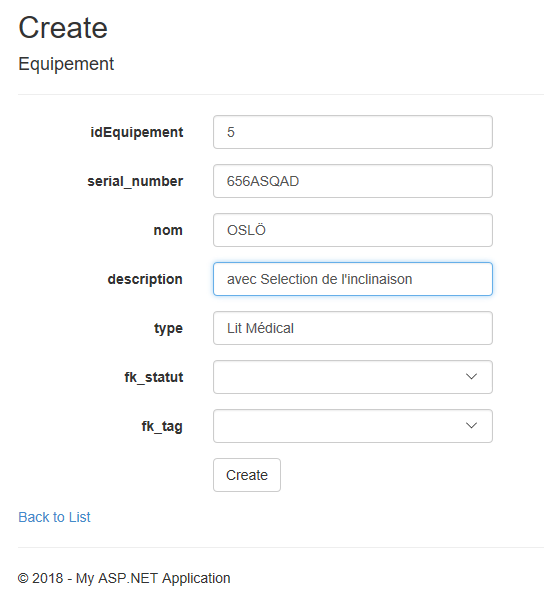 Create
Equipement
idEquipement 5
serial_number 656ASQAD
nom OSLÖ
description avec Selection de l'inclinaison
type Lit Médical
fk_statut
fk_tag
Create
Back to List
© 2018 - My ASP.NET Application